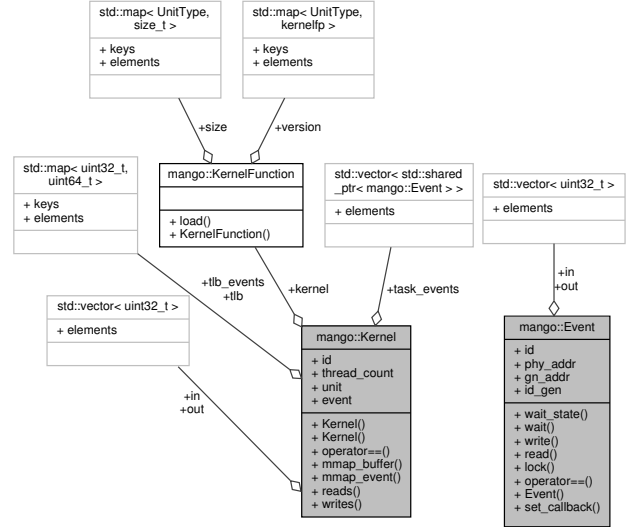 std::map< UnitType,
size_t >
+ keys
+ elements
std::map< UnitType,
kernelfp >
+ keys
+ elements
+size
+version
std::map< uint32_t,
uint64_t >
+ keys
+ elements
mango::KernelFunction
+ load()
+ KernelFunction()
std::vector< std::shared
_ptr< mango::Event > >
+ elements
std::vector< uint32_t >
+ elements
+tlb_events
+tlb
+kernel
+task_events
+in
+out
std::vector< uint32_t >
+ elements
+in
+out
mango::Kernel
+ id
+ thread_count
+ unit
+ event
+ Kernel()
+ Kernel()
+ operator==()
+ mmap_buffer()
+ mmap_event()
+ reads()
+ writes()
mango::Event
+ id
+ phy_addr
+ gn_addr
+ id_gen
+ wait_state()
+ wait()
+ write()
+ read()
+ lock()
+ operator==()
+ Event()
+ set_callback()